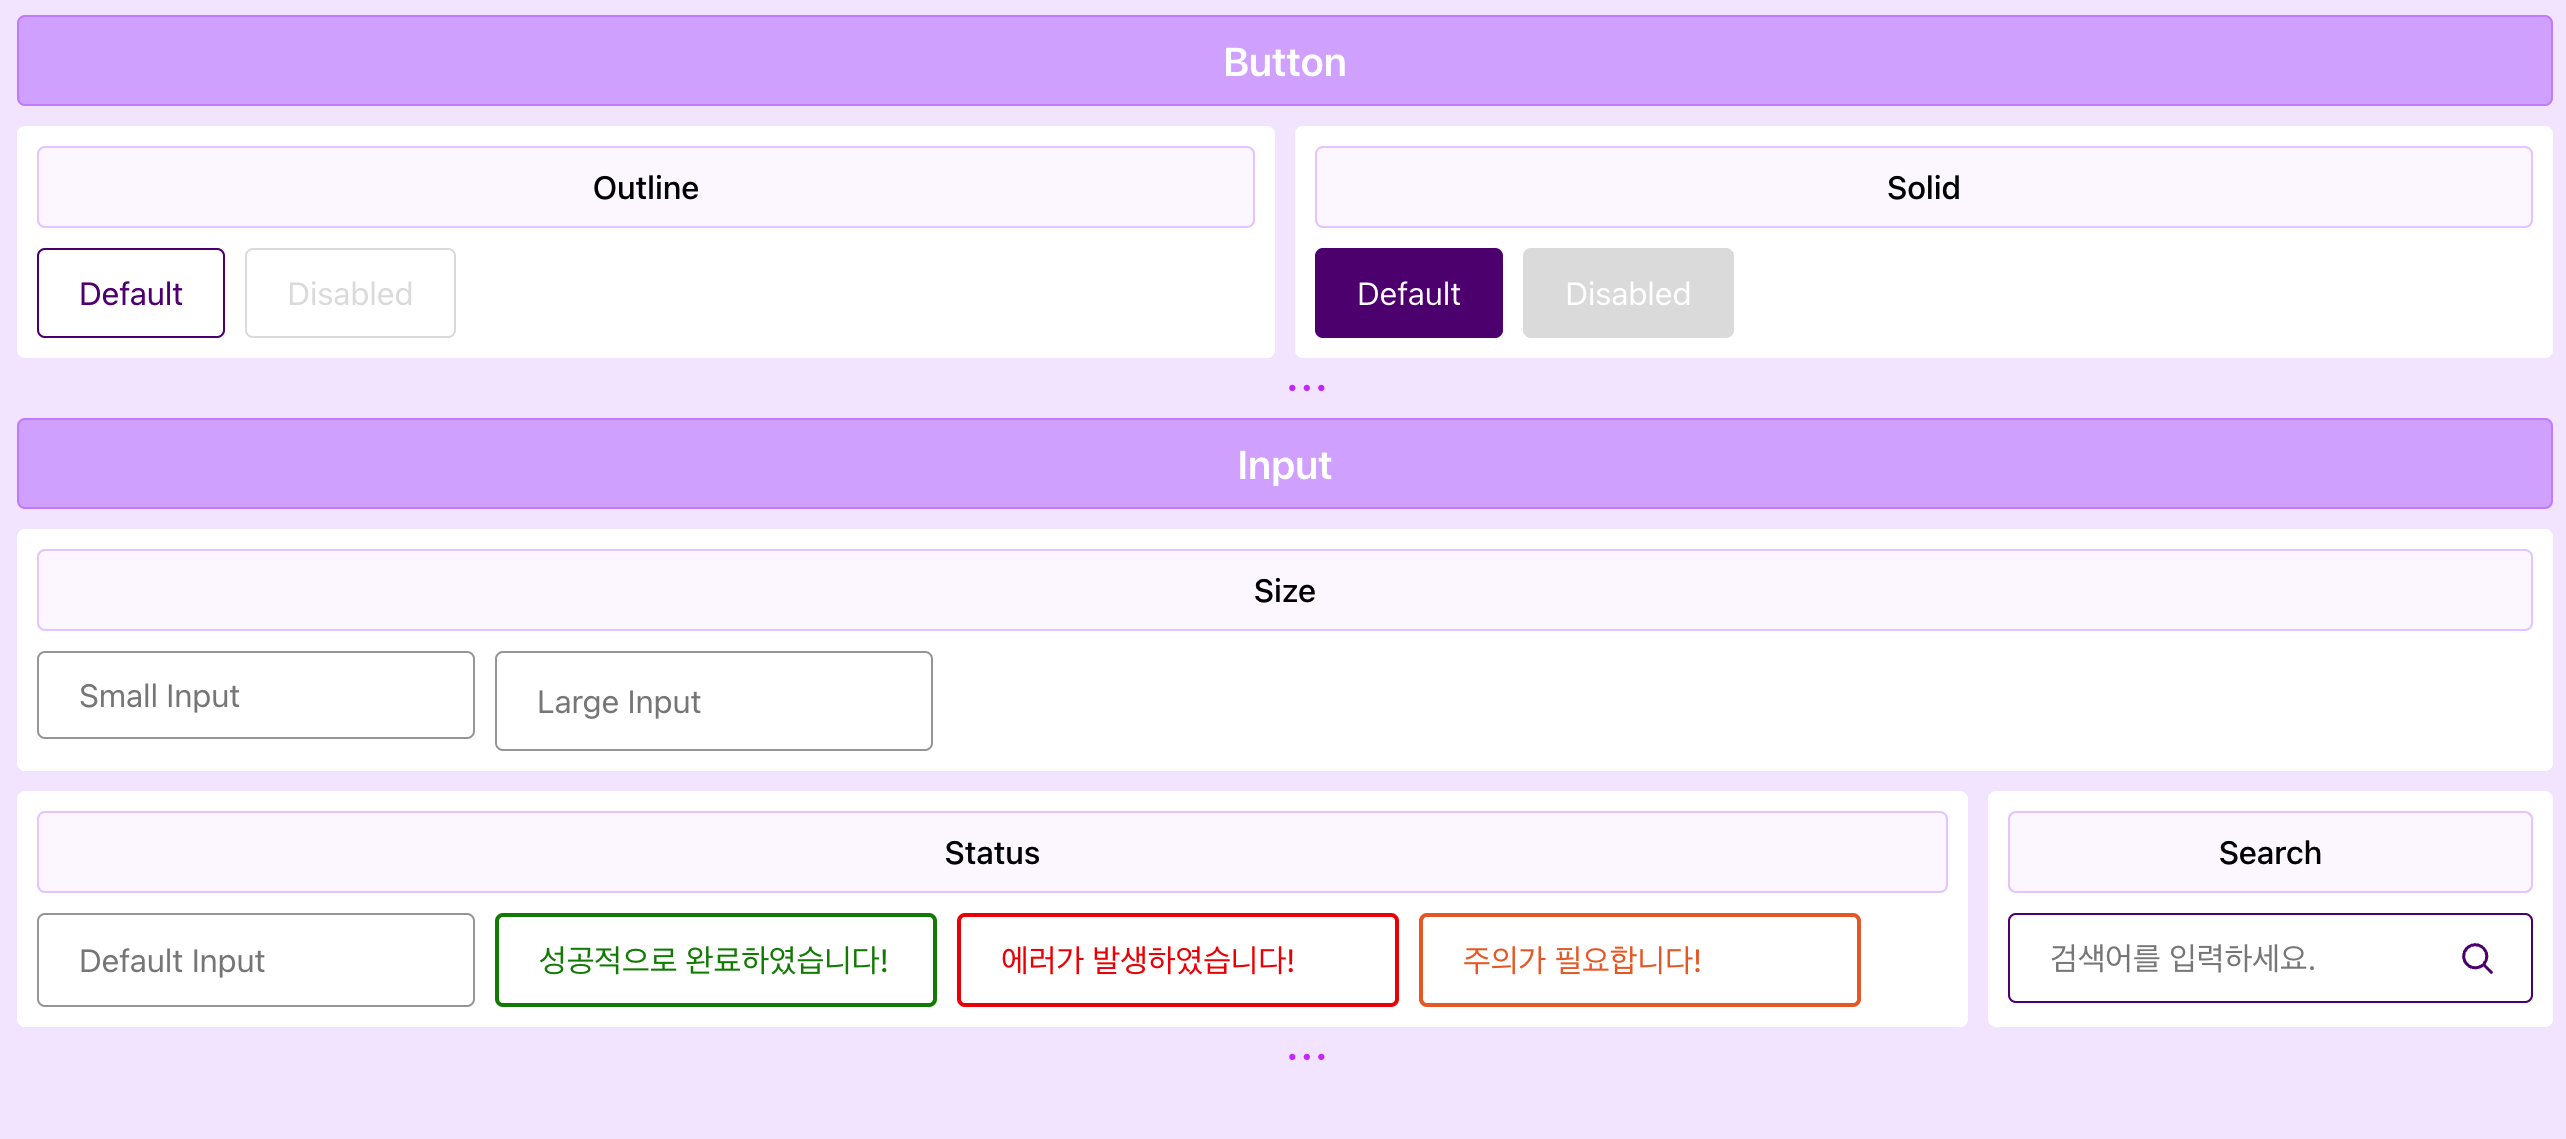 Button
Outline
Solid
Default
Disabled
Default
Disabled
...
Input
Size
Small Input
Large Input
Status
Search
Default Input
성공적으로 완료하였습니다!
에러가 발생하였습니다!
주의가 필요합니다!
검색어를 입력하세요.
...